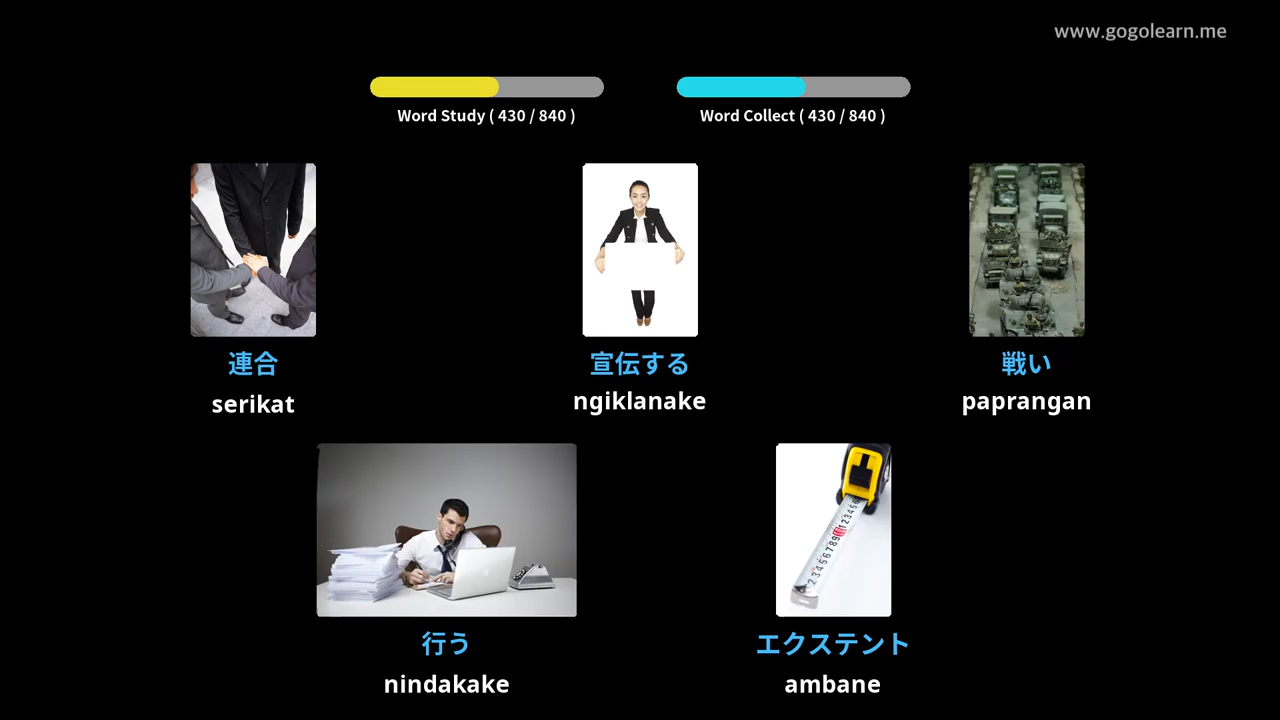 www.gogolearn.me
Word Study ( 430 / 840 )
Word Collect ( 430 / 840 )
連合
serikat
宣伝する
ngiklanake
戦い
paprangan
行う
nindakake
エクステント
ambane